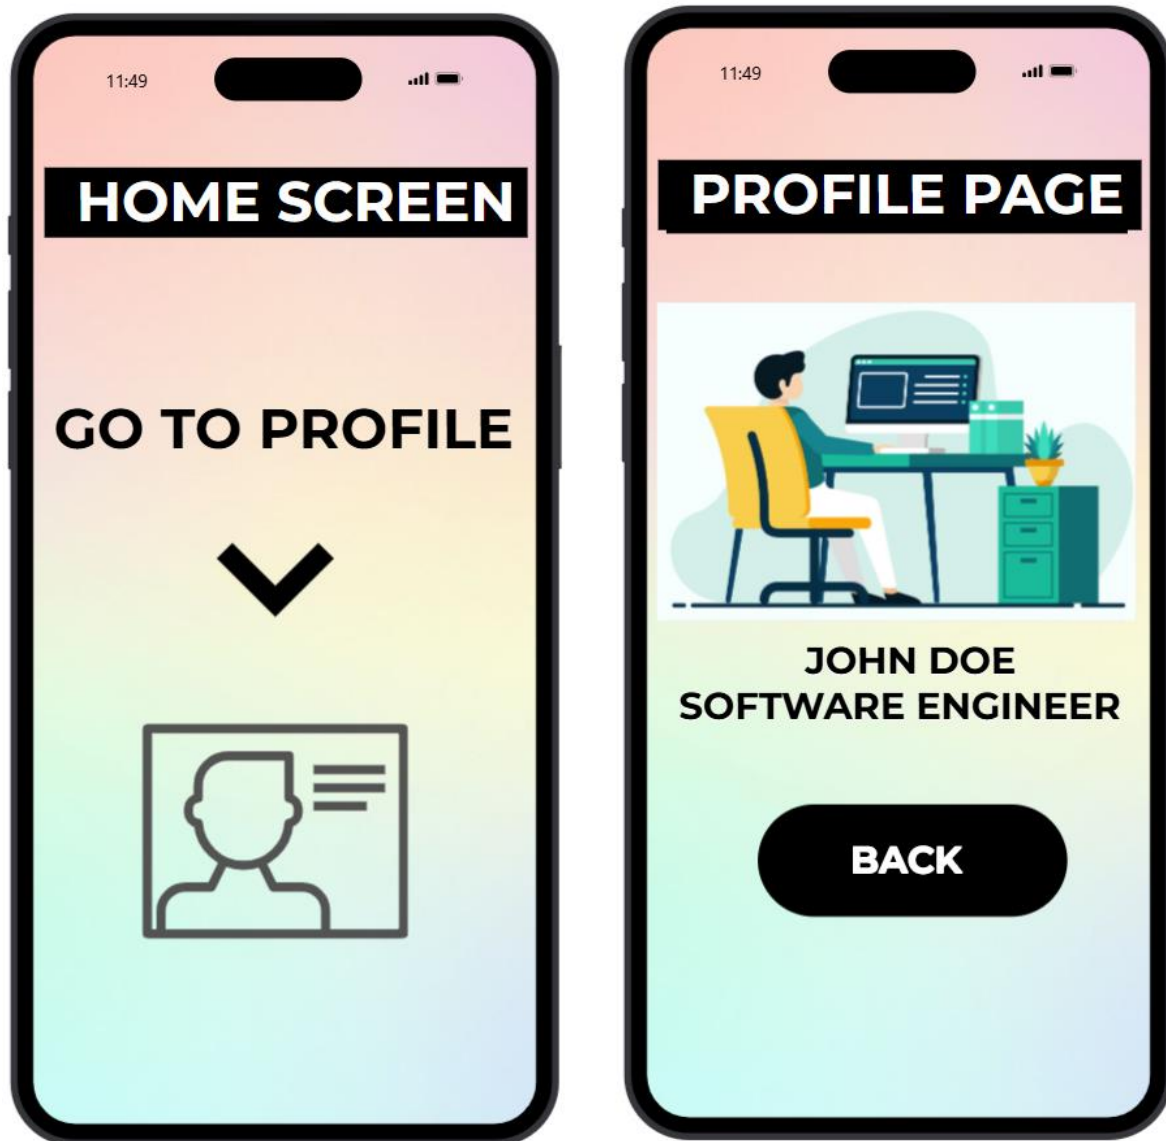 11:49
HOME SCREEN
GO TO PROFILE
11:49
PROFILE PAGE
JOHN DOE
SOFTWARE ENGINEER
BACK